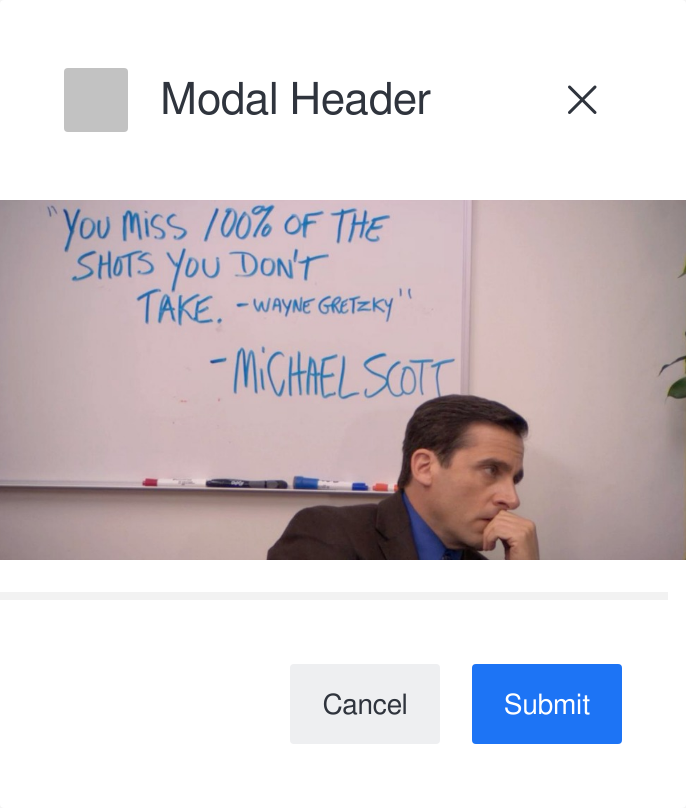 Modal Header
"You Miss 100% OF THE
SHOTS You DON'T
TAKE. - WAYNE GRETZKY"
- MiCHAEL SCOTT
Cancel
Submit